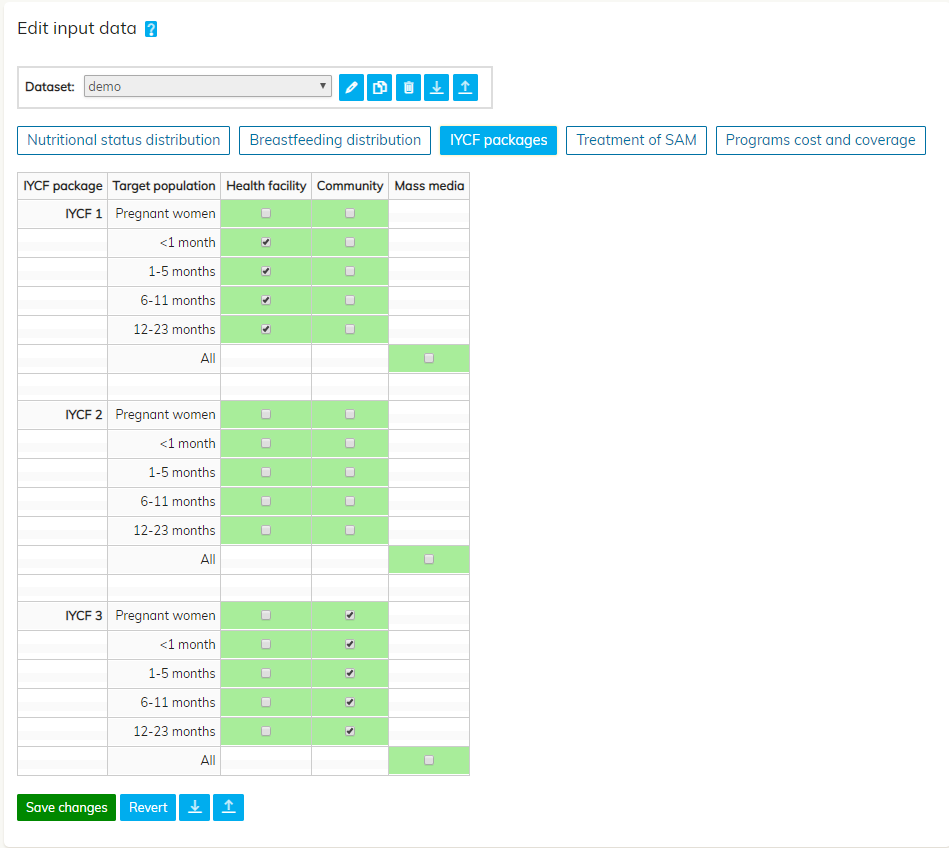 Edit input data ?
Dataset: demo
Nutritional status distribution Breastfeeding distribution IYCF packages Treatment of SAM Programs cost and coverage
IYCF package Target population Health facility Community Mass media
IYCF 1 Pregnant women
<1 month
1-5 months
6-11 months
12-23 months
All
IYCF 2 Pregnant women
<1 month
1-5 months
6-11 months
12-23 months
All
IYCF 3 Pregnant women
<1 month
1-5 months
6-11 months
12-23 months
All
Save changes Revert